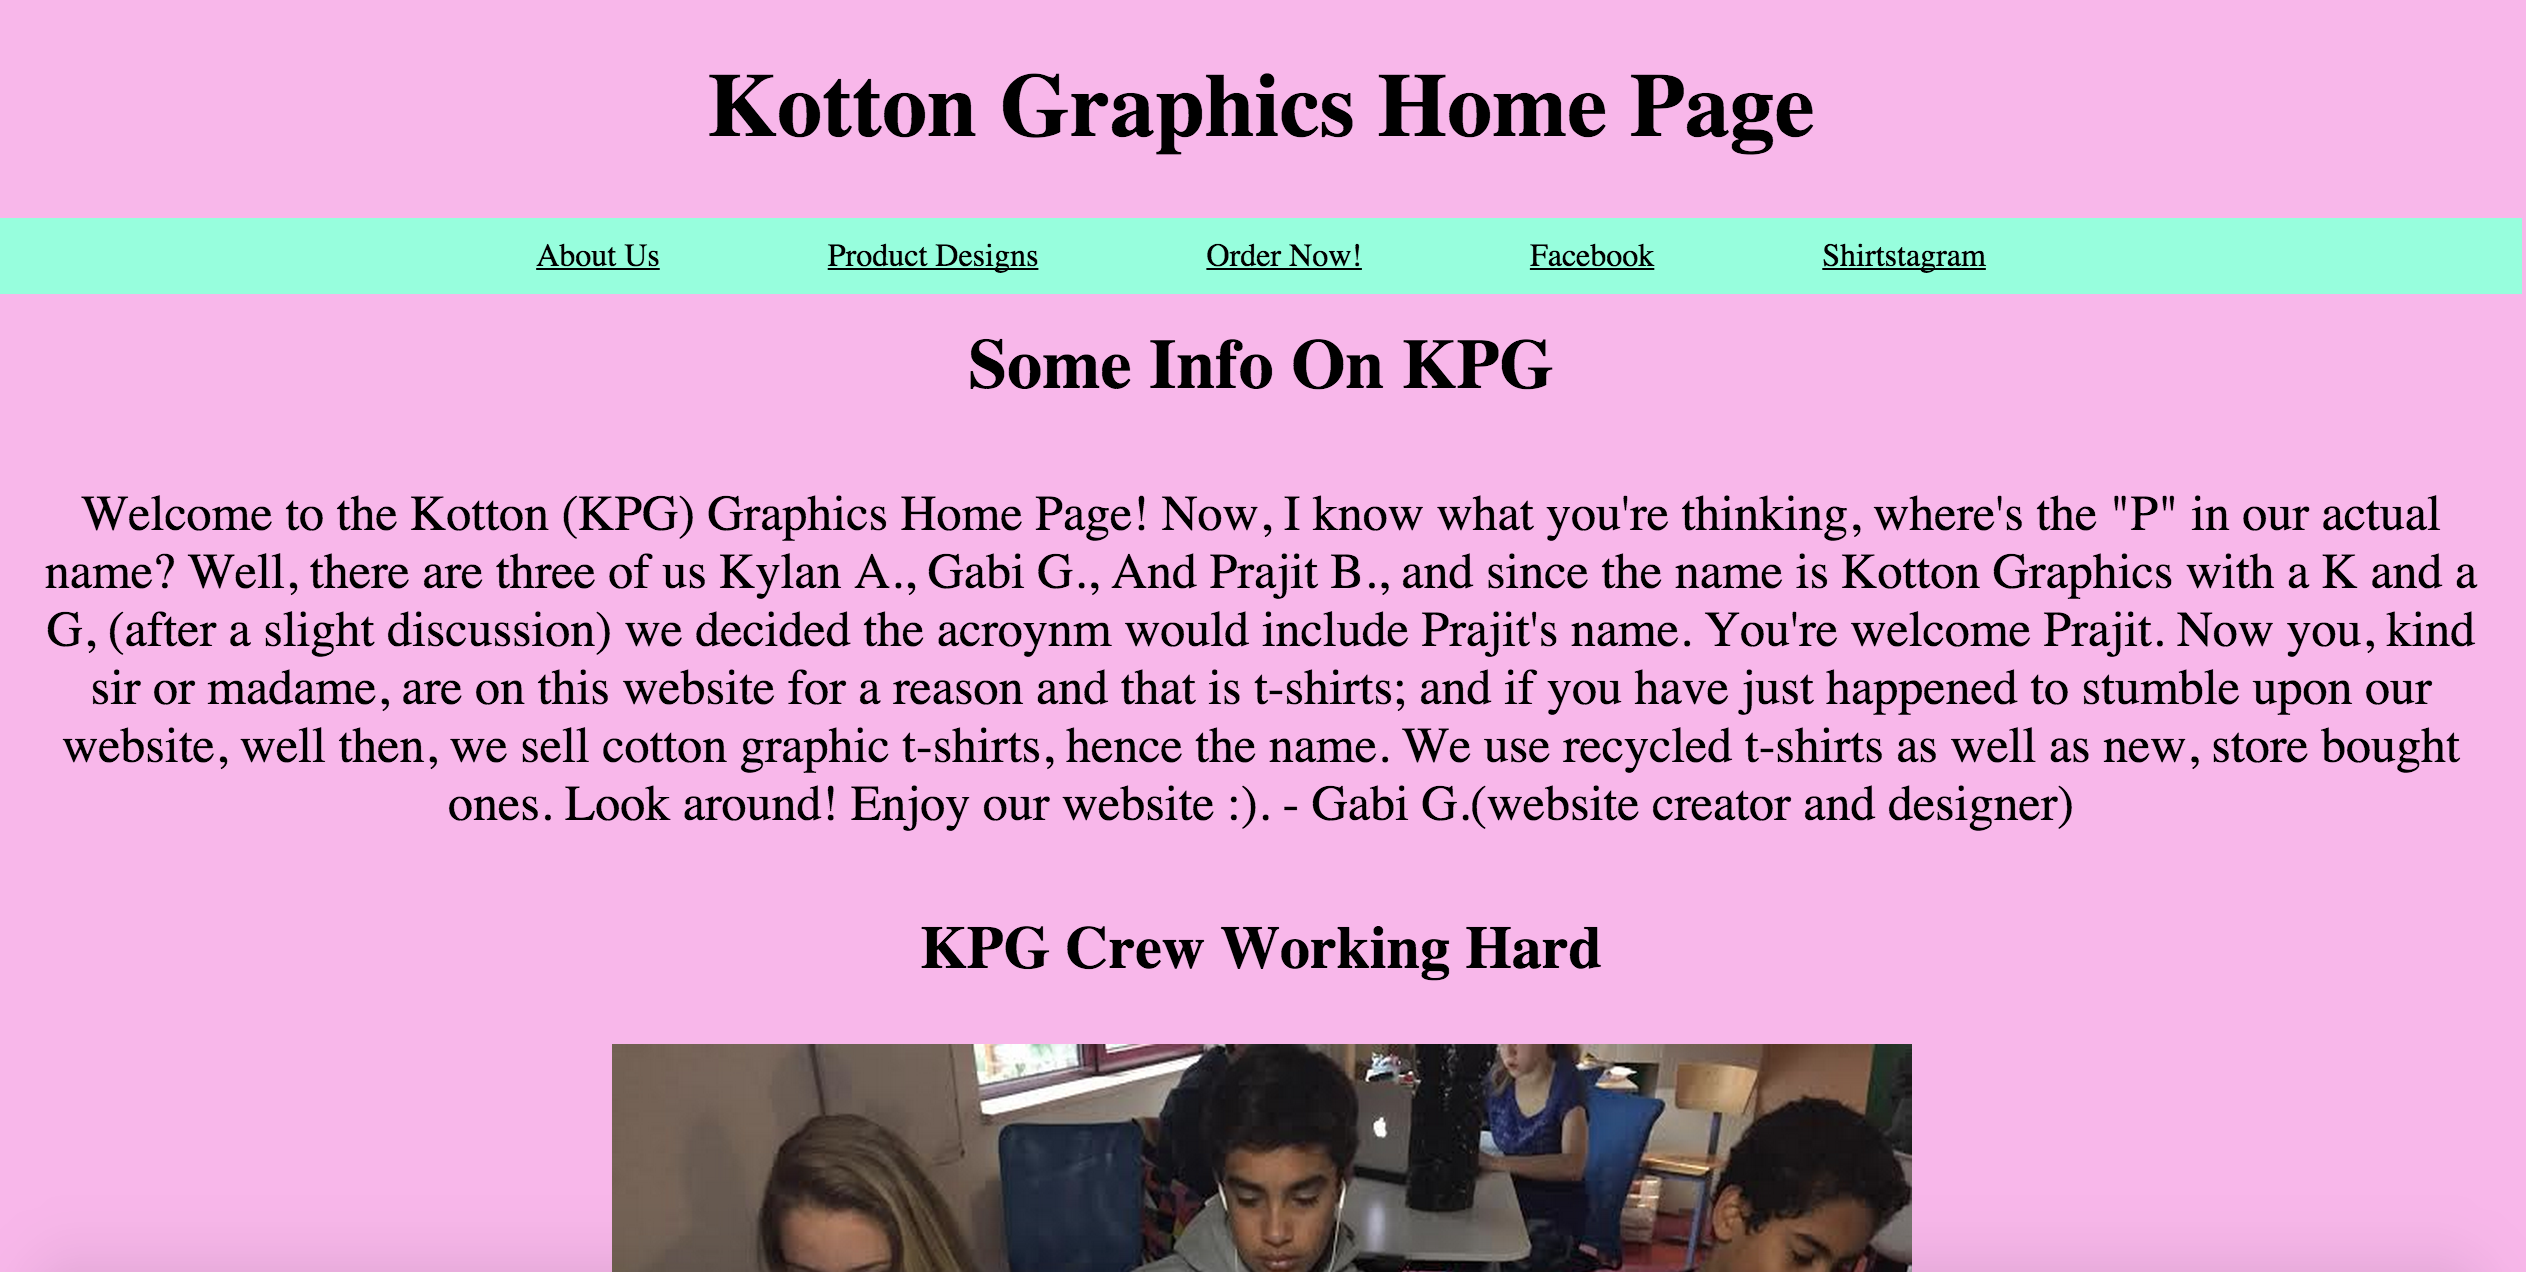 Kotton Graphics Home Page
About Us Product Designs Order Now! Facebook Shirtstagram
Some Info On KPG
Welcome to the Kotton (KPG) Graphics Home Page! Now, I know what you're thinking, where's the "P" in our actual
name? Well, there are three of us Kylan A., Gabi G., And Prajit B., and since the name is Kotton Graphics with a K and a
G, (after a slight discussion) we decided the acroynm would include Prajit's name. You're welcome Prajit. Now you, kind
sir or madame, are on this website for a reason and that is t-shirts; and if you have just happened to stumble upon our
website, well then, we sell cotton graphic t-shirts, hence the name. We use recycled t-shirts as well as new, store bought
ones. Look around! Enjoy our website :). - Gabi G.(website creator and designer)
KPG Crew Working Hard